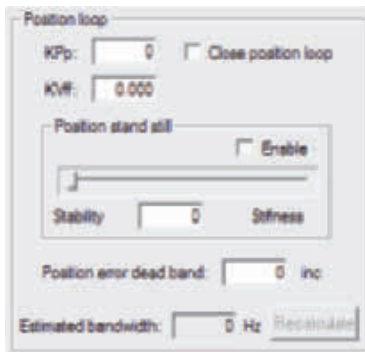 Position loop
KPp: 0 Close position loop
KVff: 0.000
Position stand still
Enable
Stability 0 Stiffness
Position error dead band: 0 inc
Estimated bandwidth: 0 Hz Recalculate